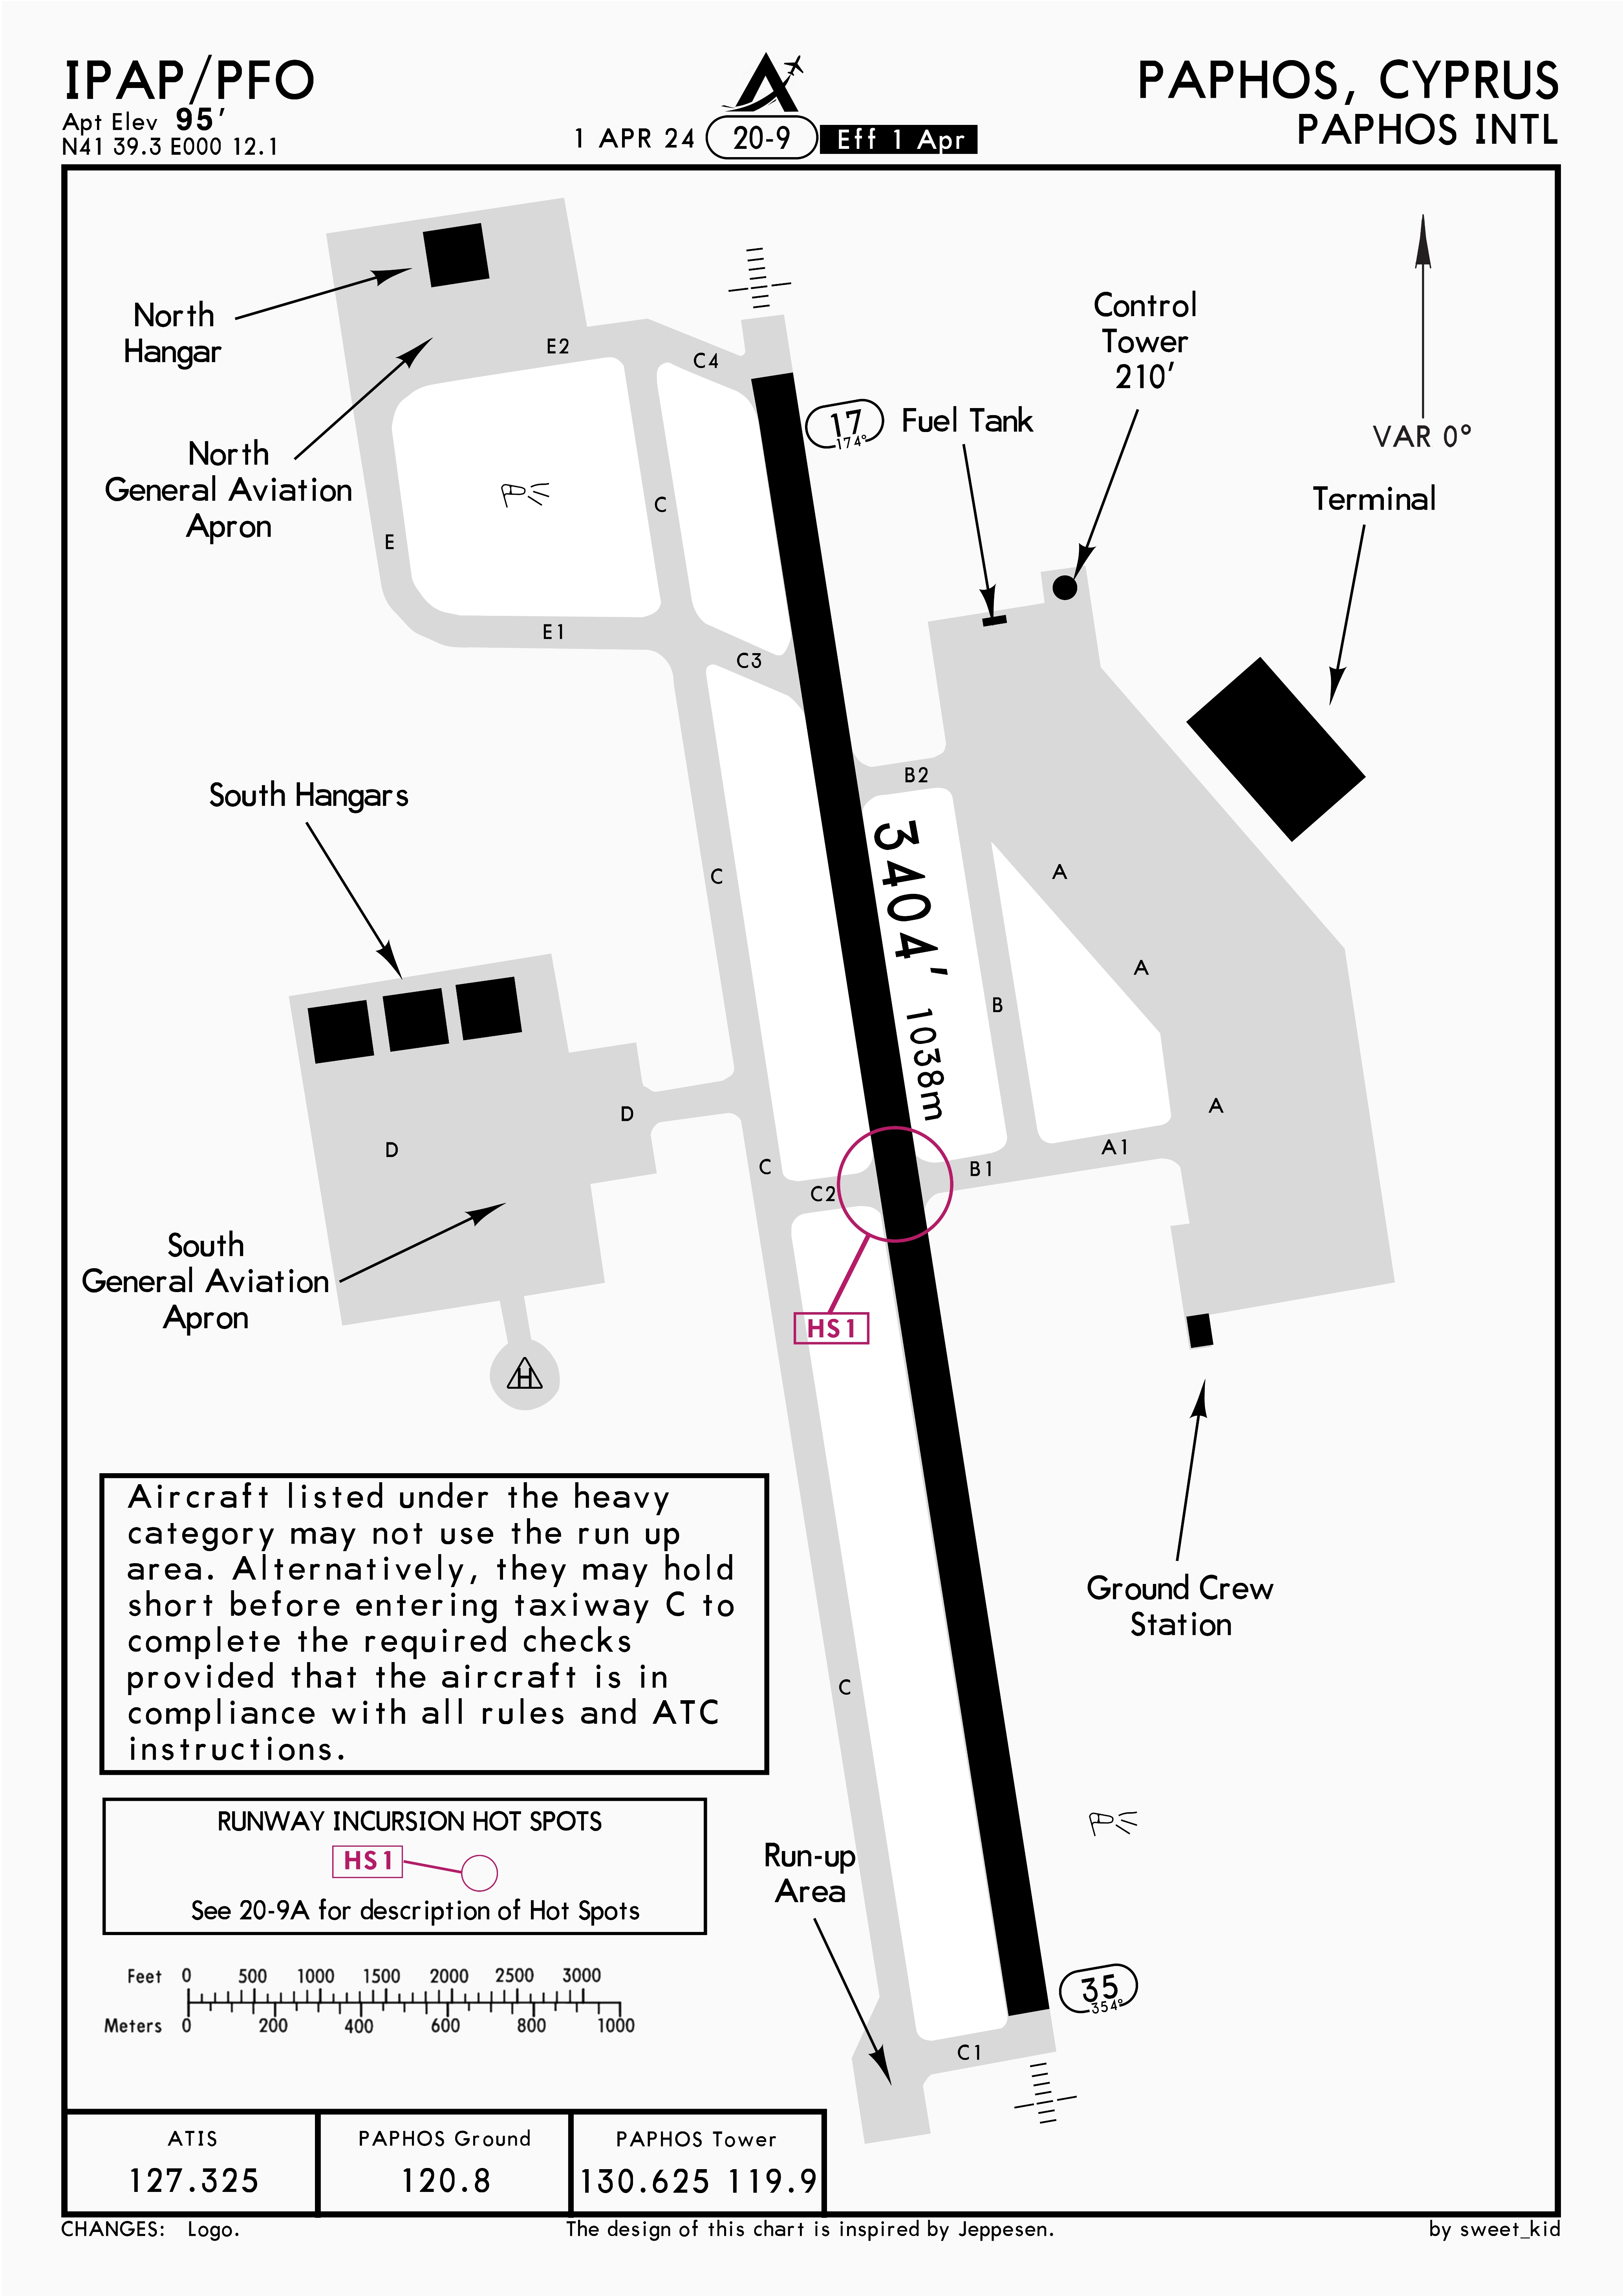 IPAP/PFO
Apt Elev 95'
N41 39.3 E000 12.1
1 APR 24
20-9
Eff 1 Apr
PAPHOS, CYPRUS
PAPHOS INTL
North
Hangar
E2
C4
Control
Tower
210'
17
174°
Fuel Tank
VAR 0°
North
General Aviation
Apron
Terminal
C
E
E1
C3
B2
South Hangars
3404'
1038m
C
A
A
B
A
D
D
A1
C
B1
C2
South
General Aviation
Apron
HS1
H
Aircraft listed under the heavy
category may not use the run up
area. Alternatively, they may hold
short before entering taxiway C to
complete the required checks
provided that the aircraft is in
compliance with all rules and ATC
instructions.
Ground Crew
Station
C
RUNWAY INCURSION HOT SPOTS
HS1
See 20-9A for description of Hot Spots
Run-up
Area
Feet 0 500 1000 1500 2000 2500 3000
Meters 0 200 400 600 800 1000
35
354°
C1
ATIS
127.325
PAPHOS Ground
120.8
PAPHOS Tower
130.625 119.9
CHANGES: Logo.
The design of this chart is inspired by Jeppesen.
by sweet_kid